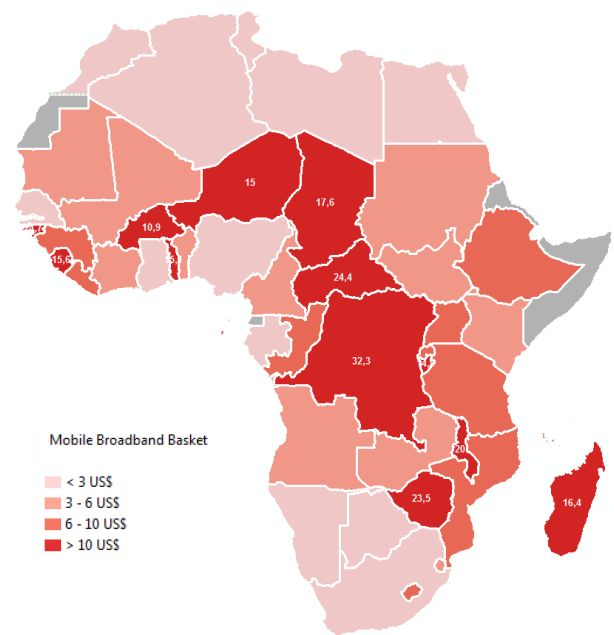 15
17,6
10,9
15,6
24,4
32,3
20
23,5
16,4
Mobile Broadband Basket
< 3 US$
3 - 6 US$
6 - 10 US$
> 10 US$